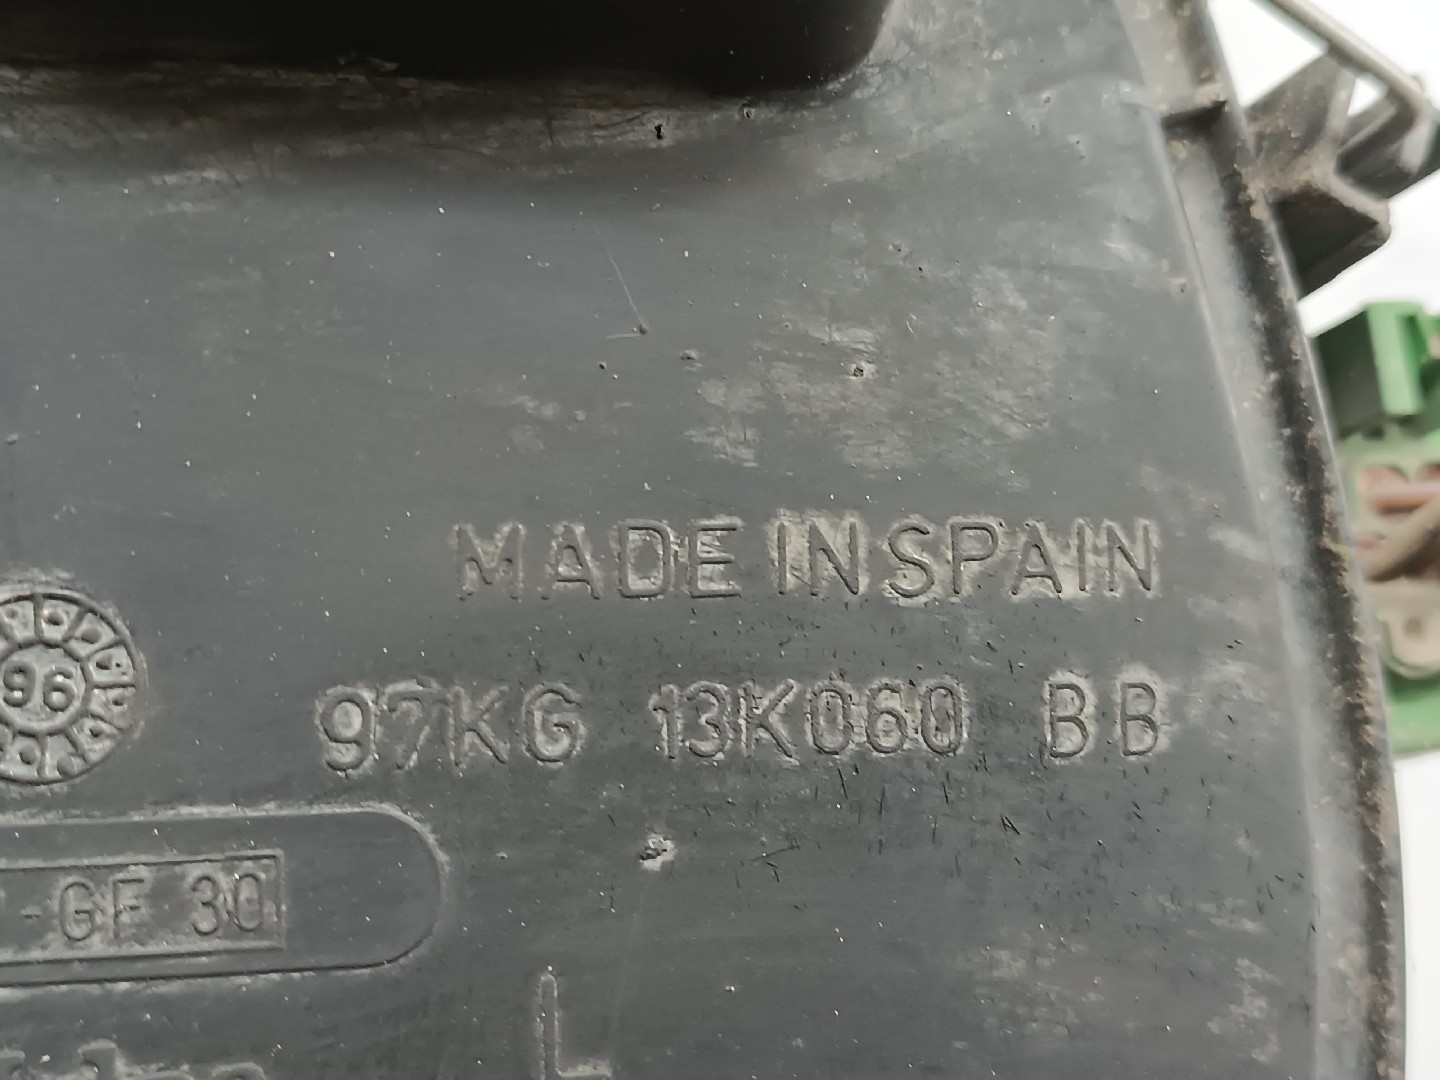 MADE IN SPAIN
96
97KG 13K060 BB
-GF 30
L